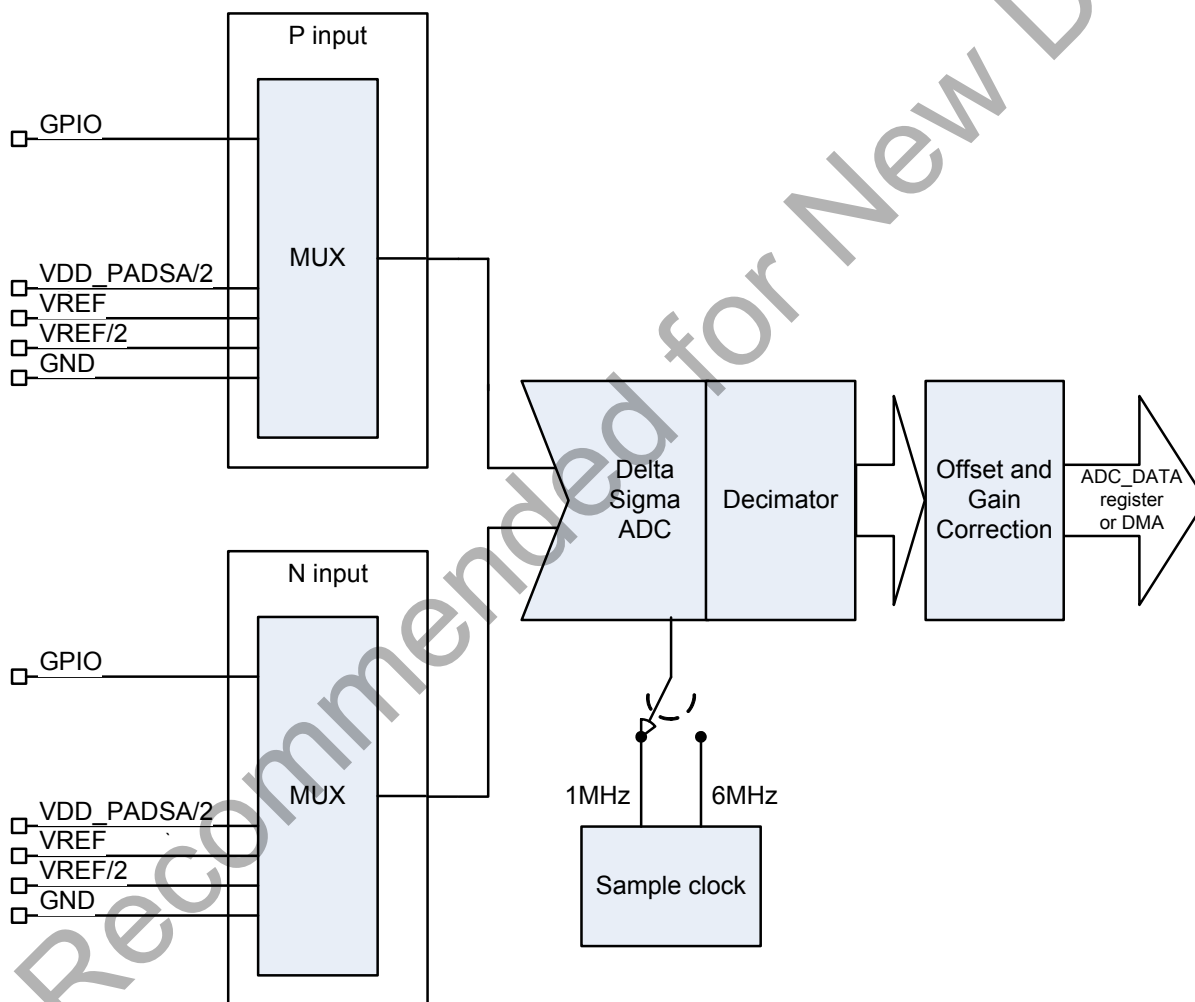 P input
GPIO
MUX
VDD_PADSA/2
VREF
VREF/2
GND
Delta
Sigma
ADC
Decimator
Offset and
Gain
Correction
ADC_DATA
register
or DMA
N input
GPIO
MUX
VDD_PADSA/2
VREF
VREF/2
GND
1MHz
6MHz
Sample clock
Recommended for New D